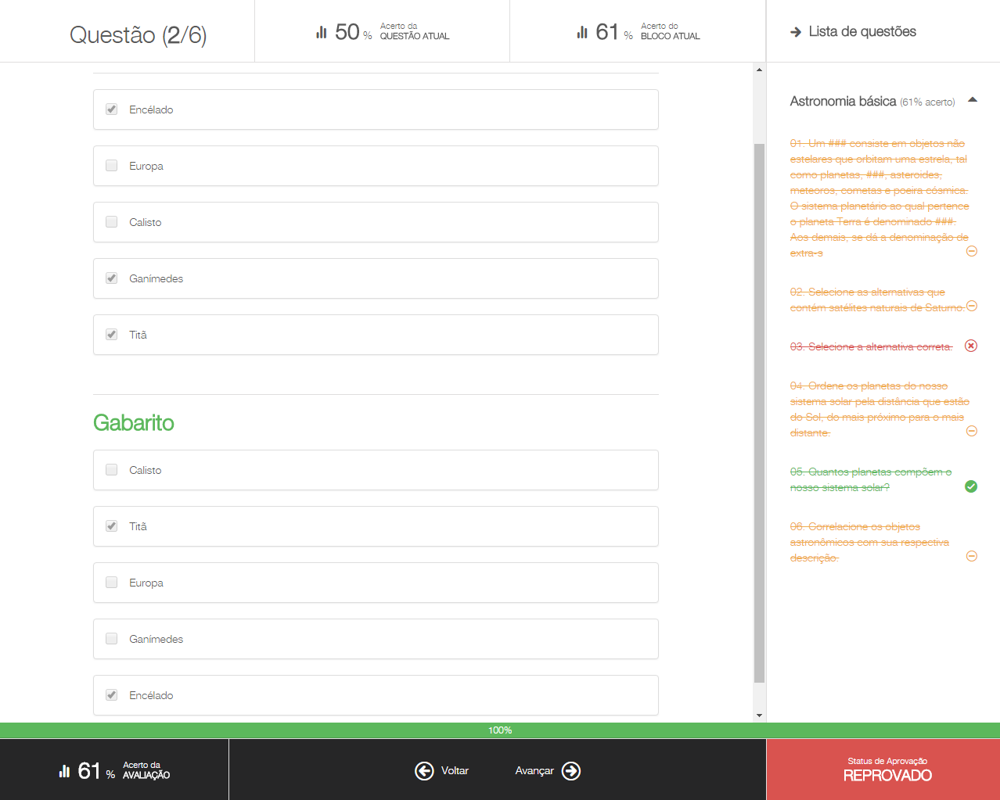 Questão (2/6)
50 %
Acerto da
QUESTÃO ATUAL
61 %
Acerto do
BLOCO ATUAL
Lista de questões
Encélado
Europa
Calisto
Ganímedes
Titã
Gabarito
Calisto
Titã
Europa
Ganímedes
Encélado
Astronomia básica (61% acerto)
01. Um ### consiste em objetos não
estelares que orbitam uma estrela, tal
como planetas, ###, asteroides,
meteoros, cometas e poeira cósmica.
O sistema planetário ao qual pertence
o planeta Terra é denominado ###.
Aos demais, se dá a denominação de
extra-s
02. Selecione as alternativas que
contém satélites naturais de Saturno.
03. Selecione a alternativa correta.
04. Ordene os planetas do nosso
sistema solar pela distância que estão
do Sol, do mais próximo para o mais
distante.
05. Quantos planetas compõem o
nosso sistema solar?
06. Correlacione os objetos
astronômicos com sua respectiva
descrição.
100%
61 %
Acerto da
AVALIAÇÃO
Voltar
Avançar
Status de Aprovação
REPROVADO